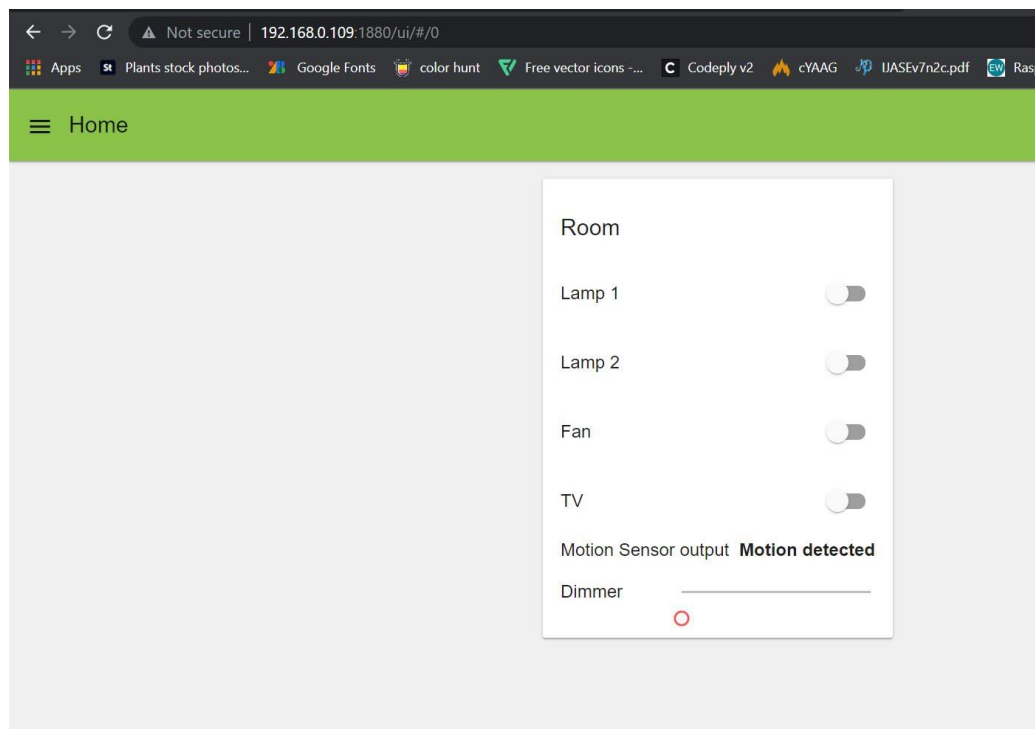 Not secure | 192.168.0.109:1880/ui/#/0
Apps St Plants stock photos... Google Fonts color hunt Free vector icons -... C Codeply v2 cYAAG IJASEv7n2c.pdf EW Ras
Home
Room
Lamp 1
Lamp 2
Fan
TV
Motion Sensor output Motion detected
Dimmer